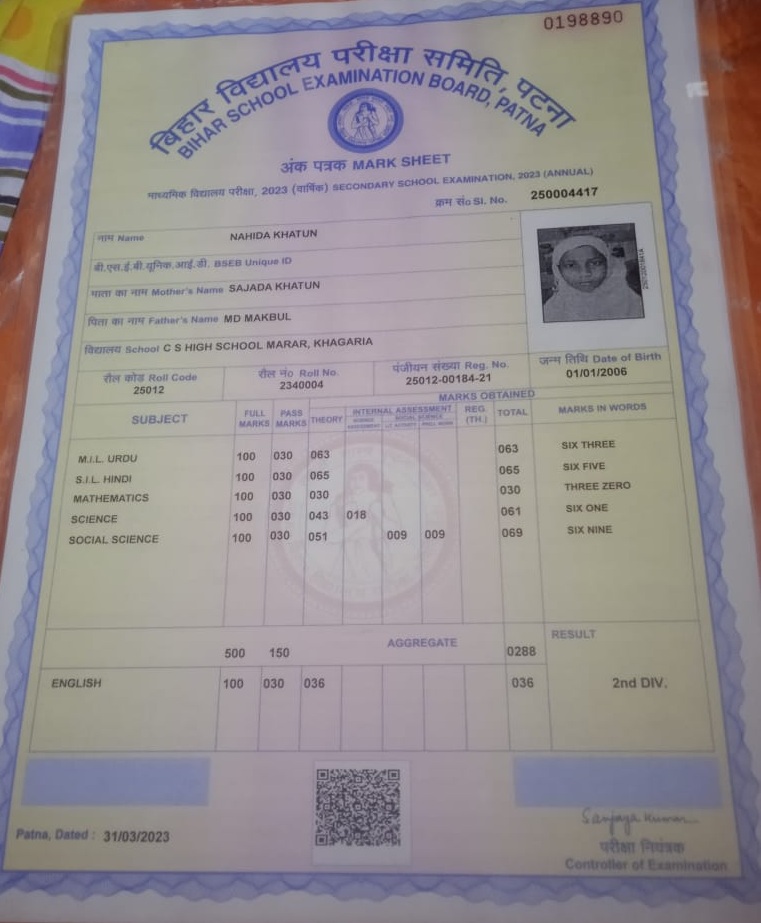 0198890
बिहार विद्यालय परीक्षा समिति, पटना
BIHAR SCHOOL EXAMINATION BOARD, PATNA
अंक पत्रक MARK SHEET
माध्यमिक विद्यालय परीक्षा, 2023 (वार्षिक) SECONDARY SCHOOL EXAMINATION, 2023 (ANNUAL)
क्रम सं० Sl. No. 250004417
नाम Name NAHIDA KHATUN
बी.एस.ई.बी.यूनिक.आई.डी. BSEB Unique ID
माता का नाम Mother's Name SAJADA KHATUN
पिता का नाम Father's Name MD MAKBUL
विद्यालय School C S HIGH SCHOOL MARAR, KHAGARIA
रौल कोड Roll Code रौल नं० Roll No. पंजीयन संख्या Reg. No. जन्म तिथि Date of Birth
25012 2340004 25012-00184-21 01/01/2006
MARKS OBTAINED
SUBJECT FULL MARKS PASS MARKS THEORY INTERNAL ASSESSMENT REG. (TH.) TOTAL MARKS IN WORDS
SOCIAL SCIENCE
M.I.L. URDU 100 030 063 063 SIX THREE
S.I.L. HINDI 100 030 065 065 SIX FIVE
MATHEMATICS 100 030 030 030 THREE ZERO
SCIENCE 100 030 043 018 061 SIX ONE
SOCIAL SCIENCE 100 030 051 009 009 069 SIX NINE
500 150 AGGREGATE 0288 RESULT
ENGLISH 100 030 036 036 2nd DIV.
Patna, Dated : 31/03/2023
Sanjaya Kumar
परीक्षा नियंत्रक
Controller of Examination